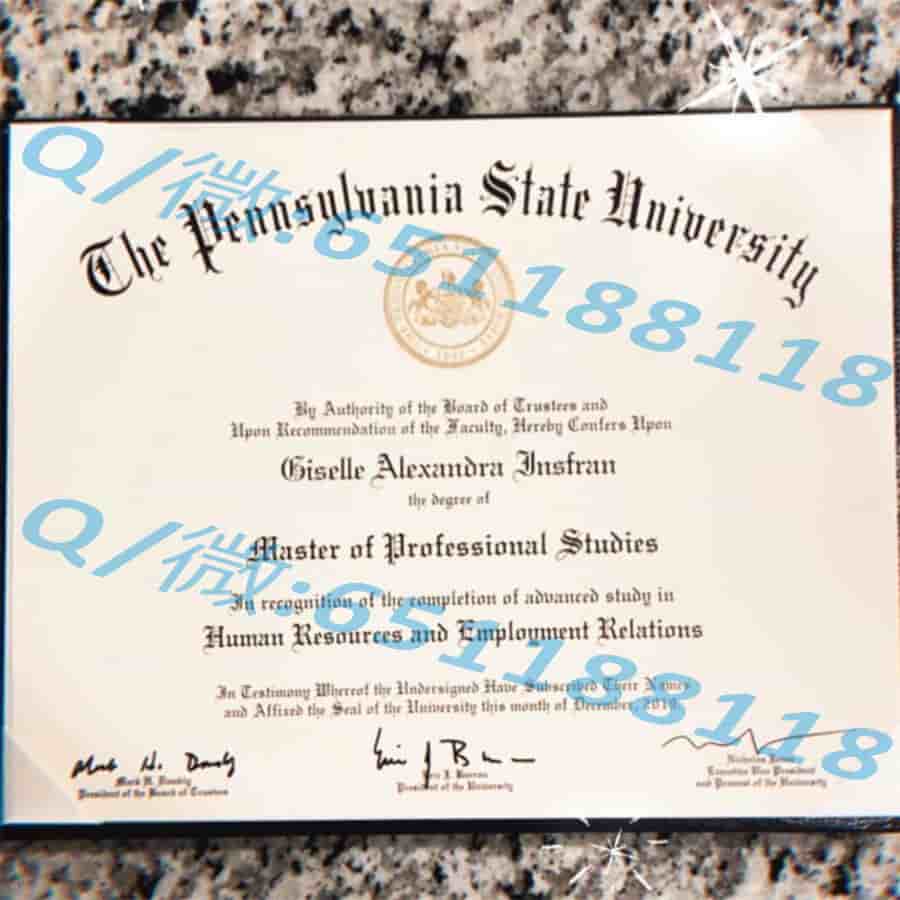 The Pennsylvania State University
Q/微:651188118
By Authority of the Board of Trustees and
Upon Recommendation of the Faculty, Hereby Confers Upon
Giselle Alexandra Insfran
the degree of
Master of Professional Studies
Q/微:651188118
In recognition of the completion of advanced study in
Human Resources and Employment Relations
In Testimony Whereof the Undersigned Have Subscribed Their Names
and Affixed the Seal of the University this month of December,
President of the Board of Trustees
President of the University
Executive Vice President
and Provost of the University